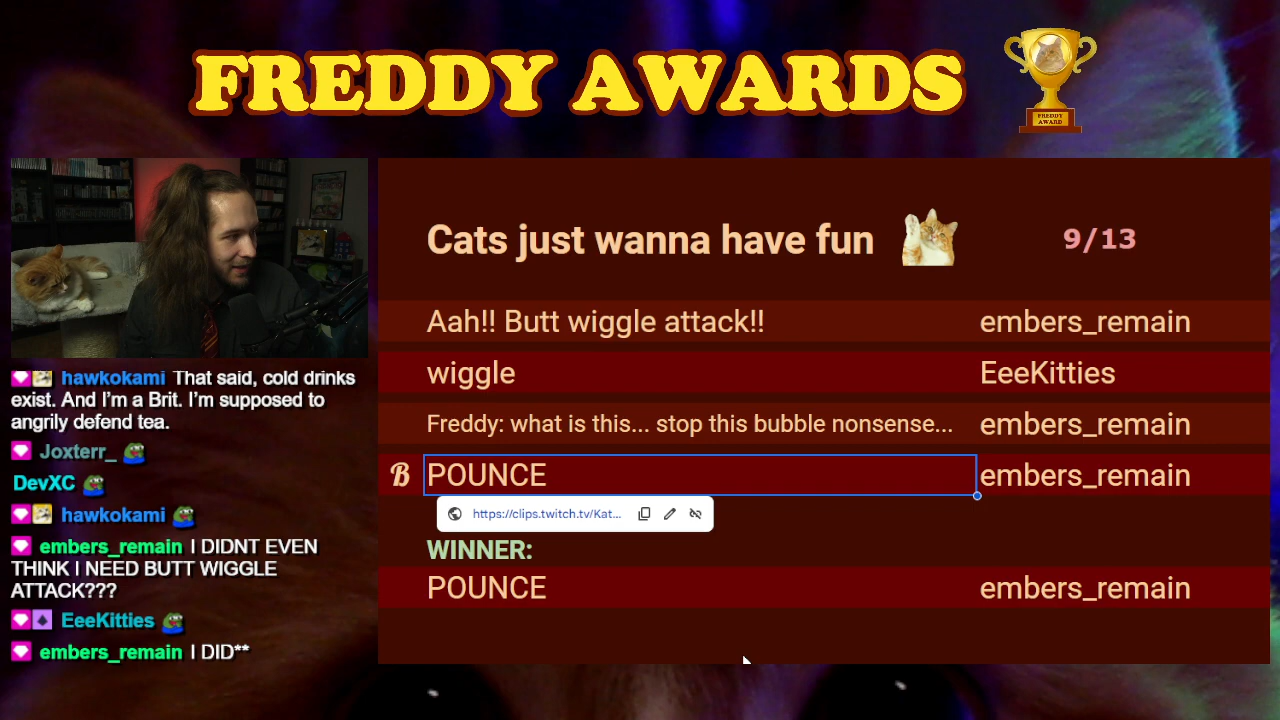 FREDDY AWARDS
FREDDY
AWARD
Cats just wanna have fun
9/13
Aah!! Butt wiggle attack!! embers_remain
wiggle EeeKitties
Freddy: what is this... stop this bubble nonsense... embers_remain
B POUNCE embers_remain
https://clips.twitch.tv/Kat...
WINNER:
POUNCE embers_remain
hawkokami That said, cold drinks
exist. And I'm a Brit. I'm supposed to
angrily defend tea.
Joxterr_
DevXC
hawkokami
embers_remain I DIDNT EVEN
THINK I NEED BUTT WIGGLE
ATTACK???
EeeKitties
embers_remain I DID**